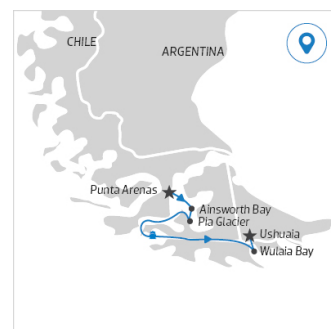 CHILE
ARGENTINA
Punta Arenas
Ainsworth Bay
Pia Glacier
Ushuaia
Wulaia Bay